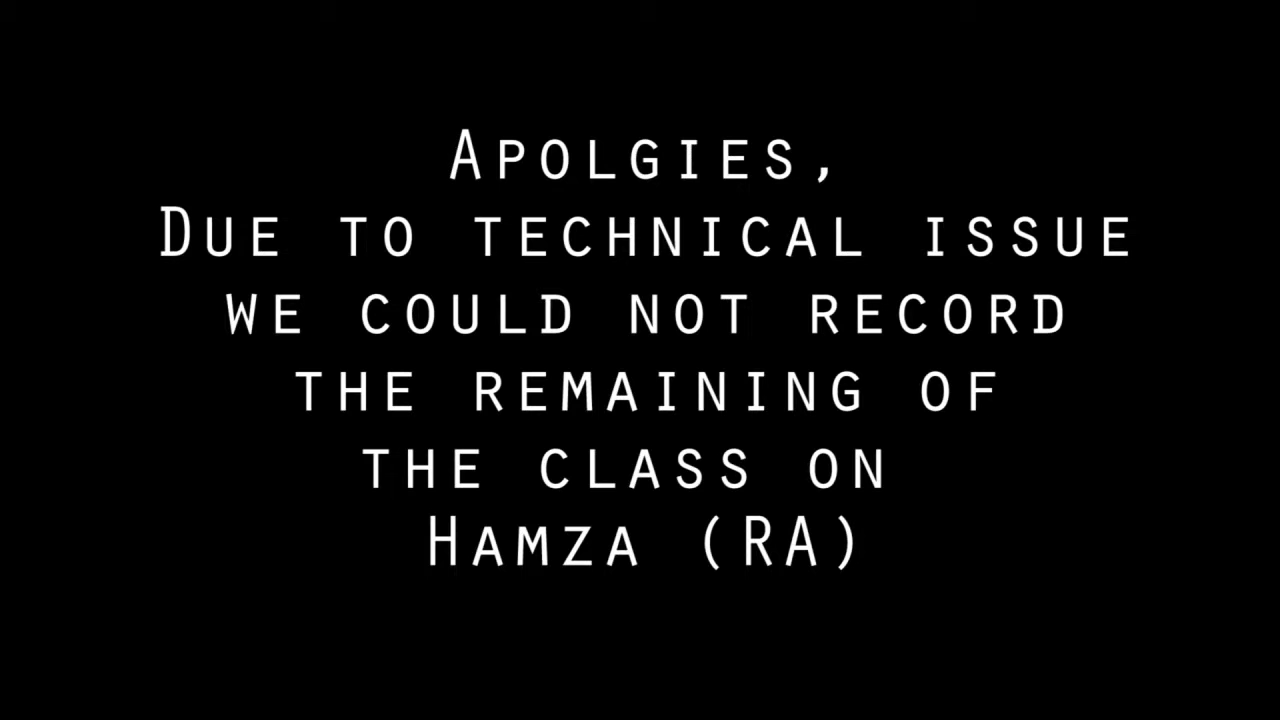 Apolgies,
Due to technical issue
we could not record
the remaining of
the class on
Hamza (RA)